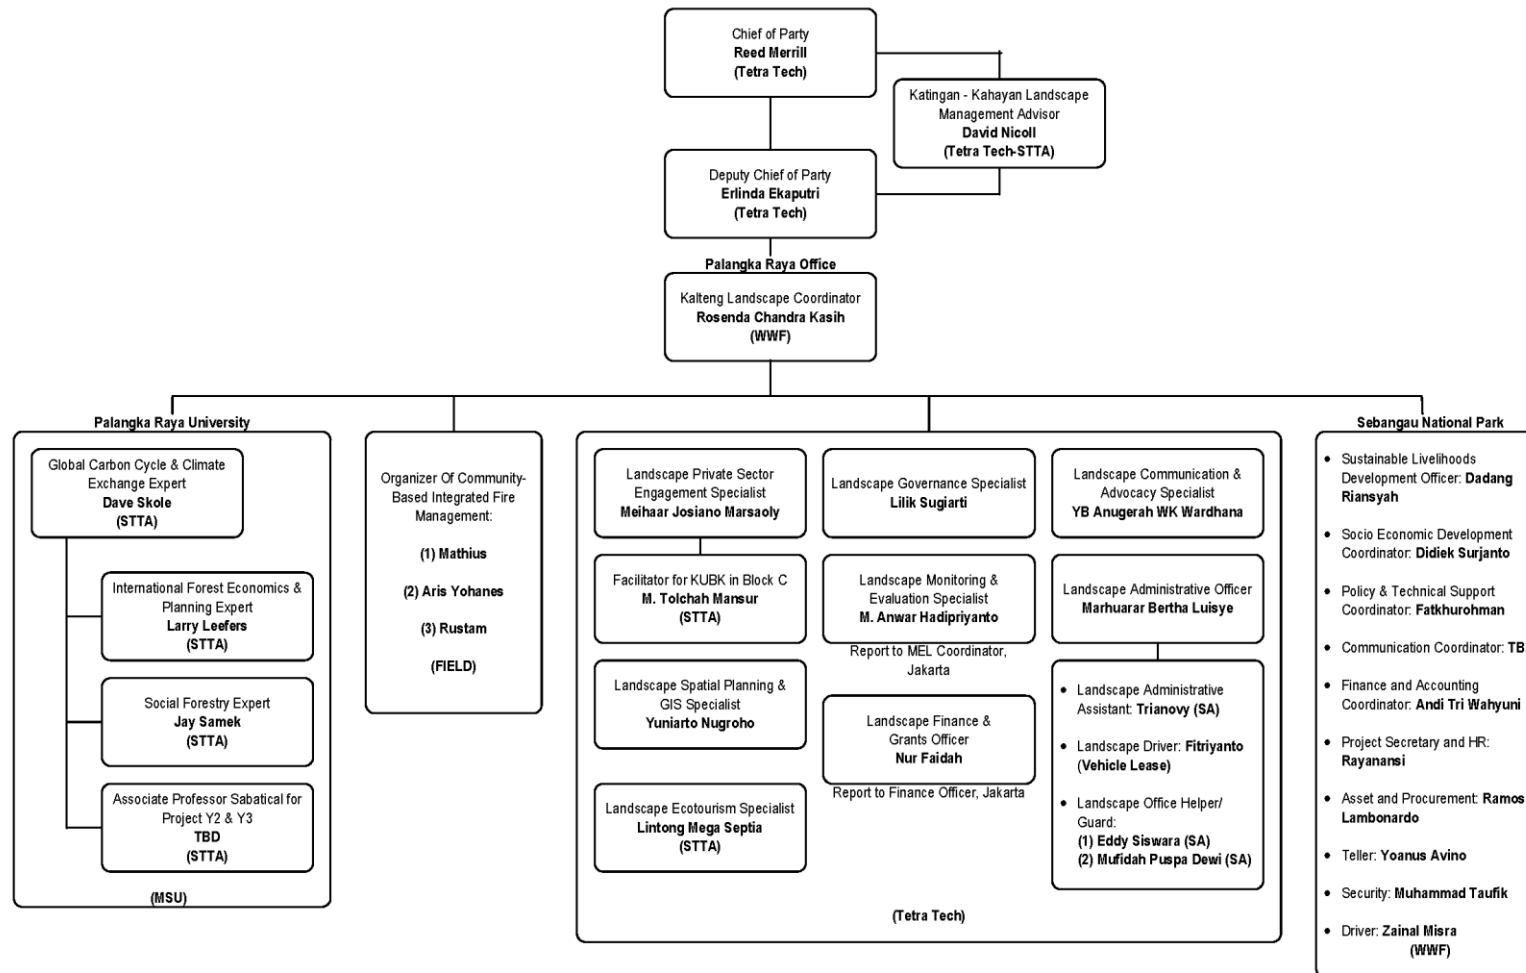 Chief of Party
Reed Merrill
(Tetra Tech)
Katingan - Kahayan Landscape
Management Advisor
David Nicoll
(Tetra Tech-STTA)
Deputy Chief of Party
Erlinda Ekaputri
(Tetra Tech)
Palangka Raya Office
Kalteng Landscape Coordinator
Rosenda Chandra Kasih
(WWF)
Palangka Raya University
Global Carbon Cycle & Climate
Exchange Expert
Dave Skole
(STTA)
International Forest Economics &
Planning Expert
Larry Leefers
(STTA)
Social Forestry Expert
Jay Samek
(STTA)
Associate Professor Sabatical for
Project Y2 & Y3
TBD
(STTA)
(MSU)
Organizer Of Community-
Based Integrated Fire
Management:
(1) Mathius
(2) Aris Yohanes
(3) Rustam
(FIELD)
Landscape Private Sector
Engagement Specialist
Meihaar Josiano Marsaoly
Facilitator for KUBK in Block C
M. Tolchah Mansur
(STTA)
Landscape Spatial Planning &
GIS Specialist
Yuniarto Nugroho
Landscape Ecotourism Specialist
Lintong Mega Septia
(STTA)
Landscape Governance Specialist
Lilik Sugiarti
Landscape Monitoring &
Evaluation Specialist
M. Anwar Hadipriyanto
Report to MEL Coordinator,
Jakarta
Landscape Finance &
Grants Officer
Nur Faidah
Report to Finance Officer, Jakarta
Landscape Communication &
Advocacy Specialist
YB Anugerah WK Wardhana
Landscape Administrative Officer
Marhuarar Bertha Luisye
• Landscape Administrative
Assistant: Trianovy (SA)
• Landscape Driver: Fitriyanto
(Vehicle Lease)
• Landscape Office Helper/
Guard:
(1) Eddy Siswara (SA)
(2) Mufidah Puspa Dewi (SA)
(Tetra Tech)
Sebangau National Park
• Sustainable Livelihoods
Development Officer: Dadang
Riansyah
• Socio Economic Development
Coordinator: Didiek Surjanto
• Policy & Technical Support
Coordinator: Fatkhurohman
• Communication Coordinator: TB
• Finance and Accounting
Coordinator: Andi Tri Wahyuni
• Project Secretary and HR:
Rayanansi
• Asset and Procurement: Ramos
Lambonardo
• Teller: Yoanus Avino
• Security: Muhammad Taufik
• Driver: Zainal Misra
(WWF)